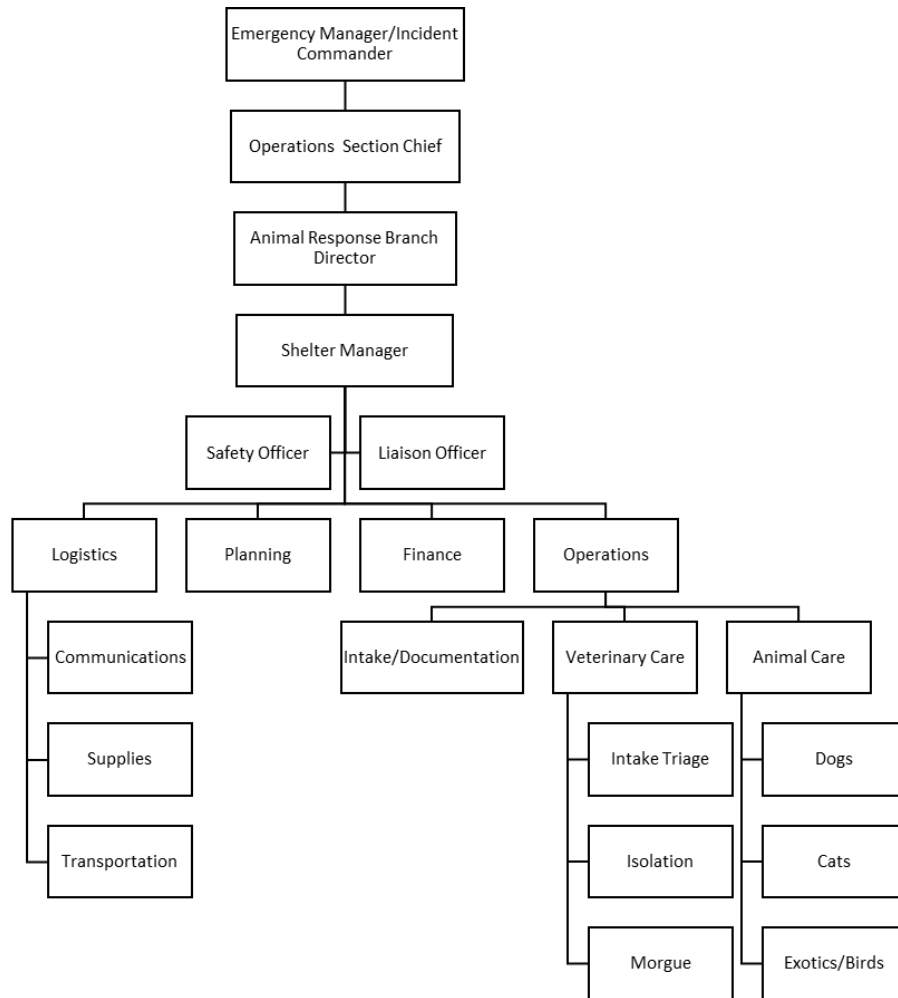 Emergency Manager/Incident
Commander
Operations  Section Chief
Animal Response Branch
Director
Shelter Manager
Safety Officer
Liaison Officer
Logistics
Planning
Finance
Operations
Communications
Supplies
Transportation
Intake/Documentation
Veterinary Care
Animal Care
Intake Triage
Isolation
Morgue
Dogs
Cats
Exotics/Birds